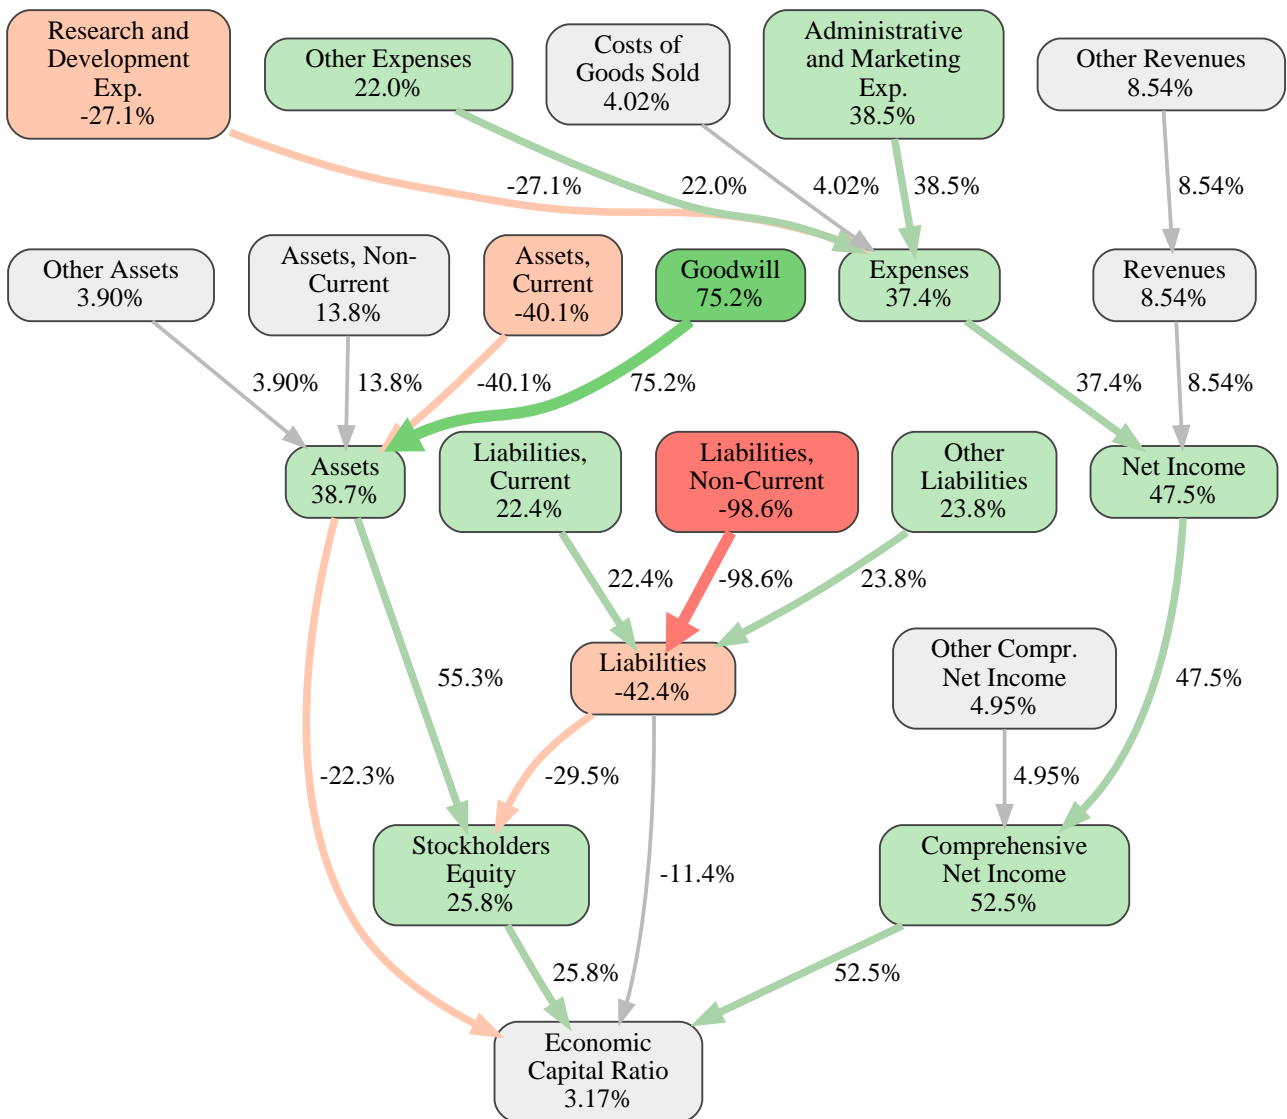 Research and
Development
Exp.
-27.1%
Other Expenses
22.0%
Costs of
Goods Sold
4.02%
Administrative
and Marketing
Exp.
38.5%
Other Revenues
8.54%
-27.1%
22.0%
4.02%
38.5%
8.54%
Other Assets
3.90%
Assets, Non-
Current
13.8%
Assets,
Current
-40.1%
Goodwill
75.2%
Expenses
37.4%
Revenues
8.54%
3.90%
13.8%
-40.1%
75.2%
37.4%
8.54%
Assets
38.7%
Liabilities,
Current
22.4%
Liabilities,
Non-Current
-98.6%
Other
Liabilities
23.8%
Net Income
47.5%
22.4%
-98.6%
23.8%
55.3%
Liabilities
-42.4%
Other Compr.
Net Income
4.95%
47.5%
-22.3%
-29.5%
4.95%
Stockholders
Equity
25.8%
-11.4%
Comprehensive
Net Income
52.5%
25.8%
52.5%
Economic
Capital Ratio
3.17%